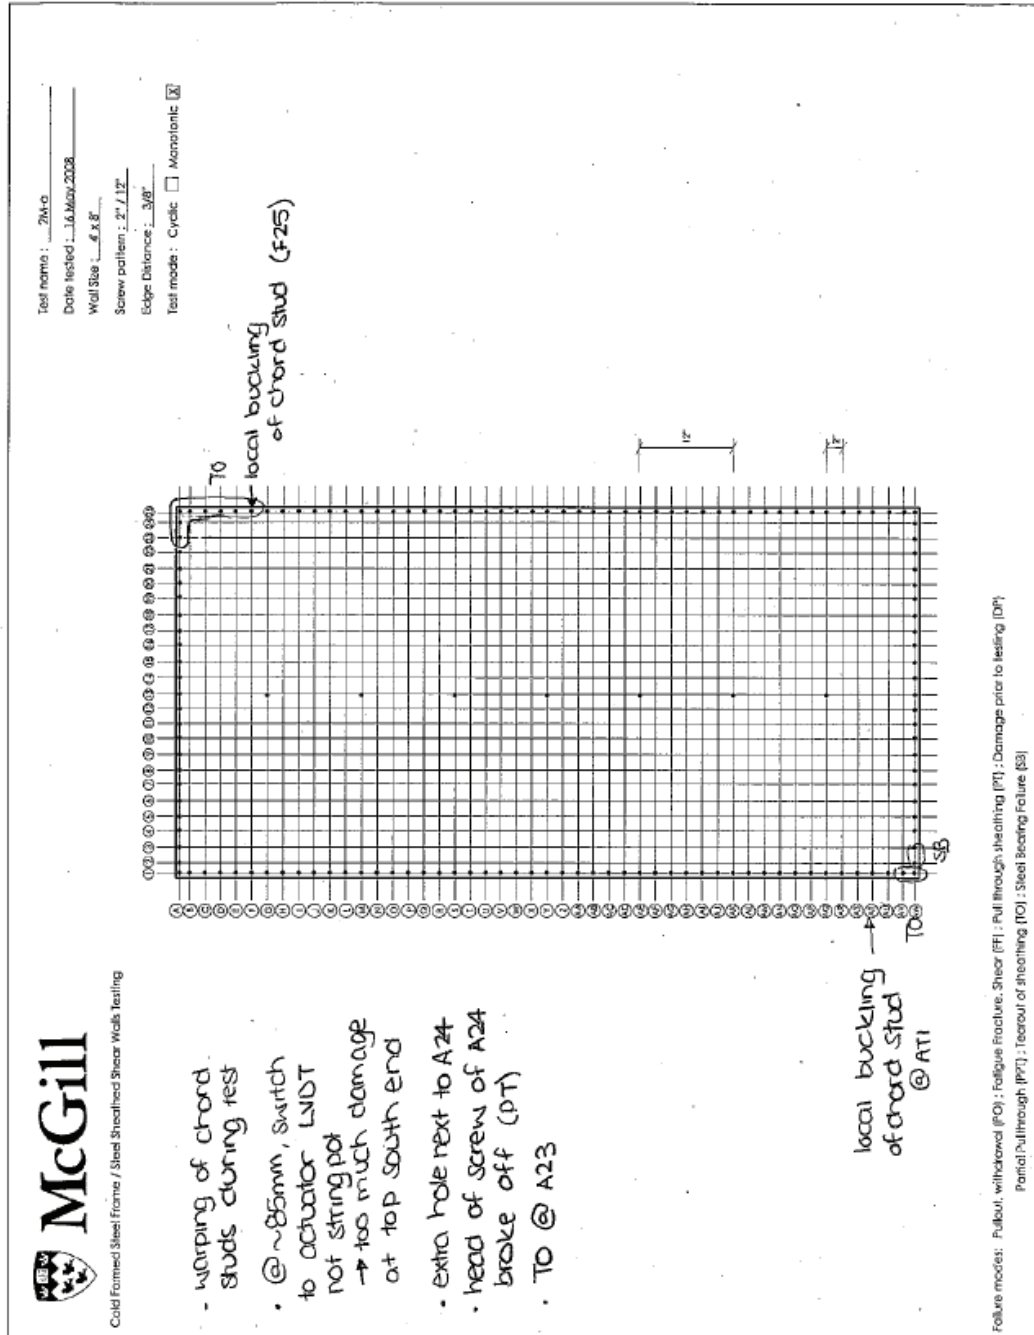 McGill
Cold Formed Steel Frame / Steel Sheathed Shear Walls Testing
Test name : 2M-a
Date tested : 16 May 2008
Wall Size : 4' x 8'
Screw pattern : 2" / 12"
Edge Distance : 3/8"
Test mode : Cyclic Monotonic X
- warping of chord
studs during test
· @~85mm, switch
to actuator LVDT
not string pot
→ too much damage
at top south end
· extra hole next to A24
· head of screw of A24
broke off (DT)
· TO @ A23
TO
local buckling
of chord stud (F25)
12"
2"
local buckling
of chord stud
@ AT1
TO
SB
Failure modes: Pullout, withdrawal (PO) ; Fatigue Fracture, Shear (FF) ; Pull through sheathing (PT) ; Damage prior to testing (DP)
Partial Pullthrough (PPT) ; Tearout of sheathing (TO) ; Steel Bearing Failure (SB)